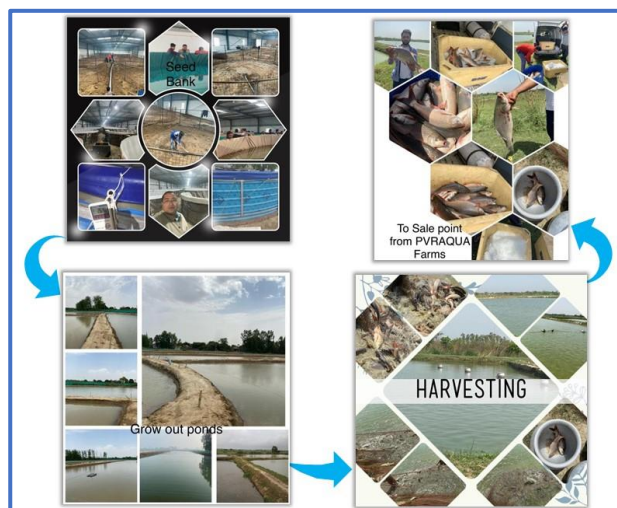 Seed
Bank
Grow out ponds
HARVESTING
To Sale point
from PVRAQUA
Farms